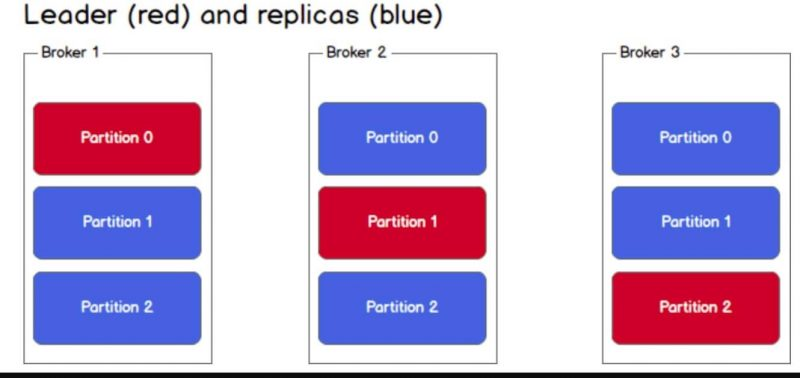 Leader (red) and replicas (blue)
Broker 1
Partition 0
Partition 1
Partition 2
Broker 2
Partition 0
Partition 1
Partition 2
Broker 3
Partition 0
Partition 1
Partition 2